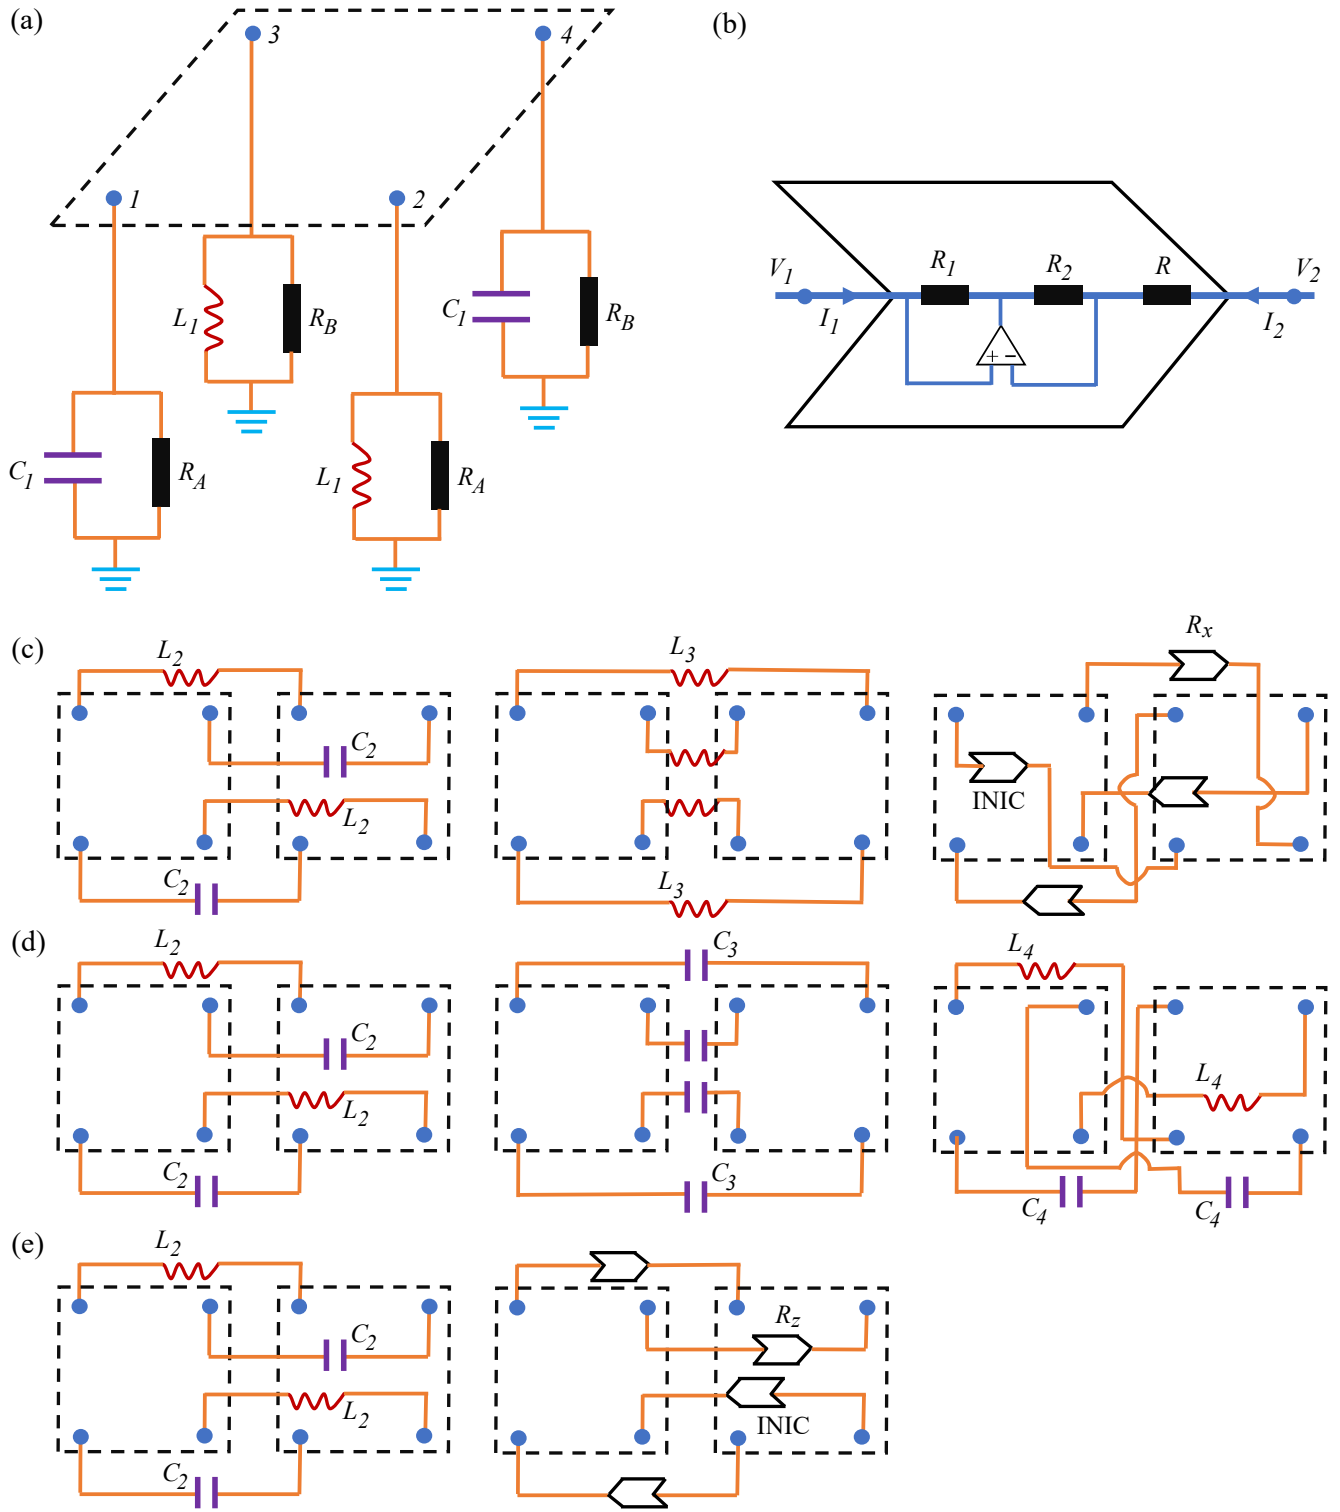 (a)
(b)
3
4
1
2
L1
RB
C1
RB
C1
RA
L1
RA
V1
I1
R1
R2
R
V2
I2
+ −
(c)
L2
C2
L2
C2
L3
L3
Rx
INIC
(d)
L2
C2
L2
C2
C3
C3
L4
L4
C4
C4
(e)
L2
C2
L2
C2
Rz
INIC